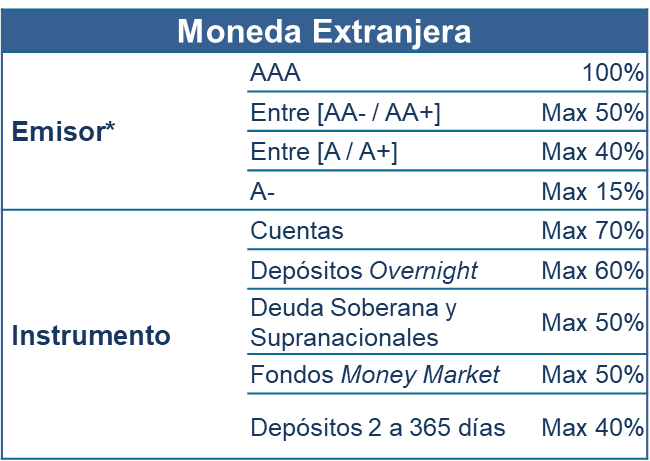 Moneda Extranjera
Emisor*
AAA 100%
Entre [AA- / AA+] Max 50%
Entre [A / A+] Max 40%
A- Max 15%
Instrumento
Cuentas Max 70%
Depósitos Overnight Max 60%
Deuda Soberana y
Supranacionales Max 50%
Fondos Money Market Max 50%
Depósitos 2 a 365 días Max 40%